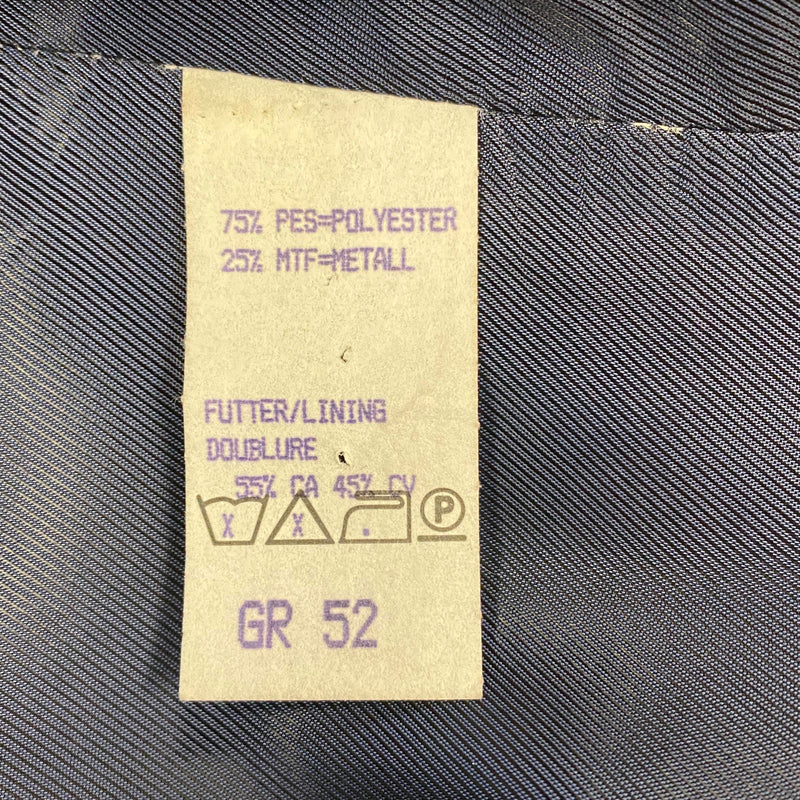 75% PES=POLYESTER
25% MTF=METALL
FUTTER/LINING
DOUBLURE
55% CA 45% CV
X X . P
GR 52